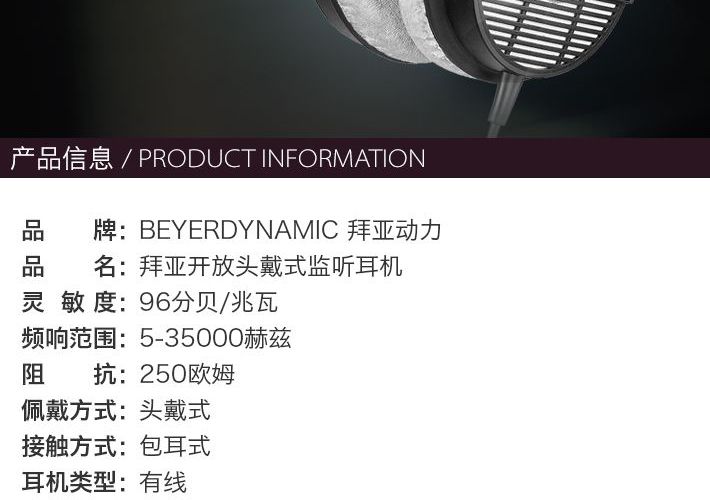 产品信息 / PRODUCT INFORMATION
品 牌：BEYERDYNAMIC 拜亚动力
品 名：拜亚开放头戴式监听耳机
灵 敏 度：96分贝/兆瓦
频响范围：5-35000赫兹
阻 抗：250欧姆
佩戴方式：头戴式
接触方式：包耳式
耳机类型：有线